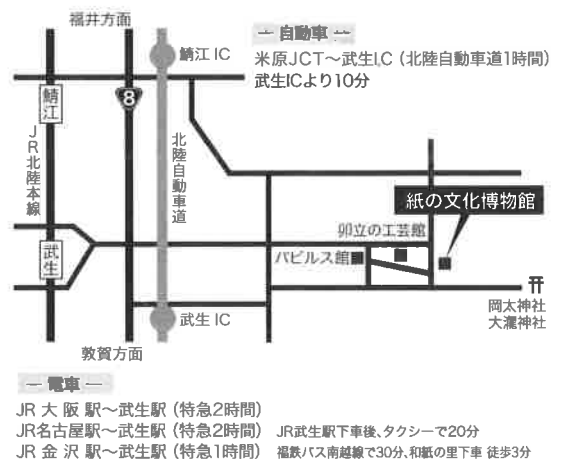 福井方面
鯖江 IC
― 自動車 ―
米原JCT～武生I.C（北陸自動車道1時間）
武生ICより10分
鯖江
8
JR北陸本線
北陸自動車道
紙の文化博物館
卯立の工芸館
パピルス館
武生
岡太神社
大瀧神社
武生 IC
敦賀方面
― 電車 ―
JR 大 阪 駅～武生駅（特急2時間）
JR名古屋駅～武生駅（特急2時間） JR武生駅下車後、タクシーで20分
JR 金 沢 駅～武生駅（特急1時間） 福鉄バス南越線で30分、和紙の里下車 徒歩3分